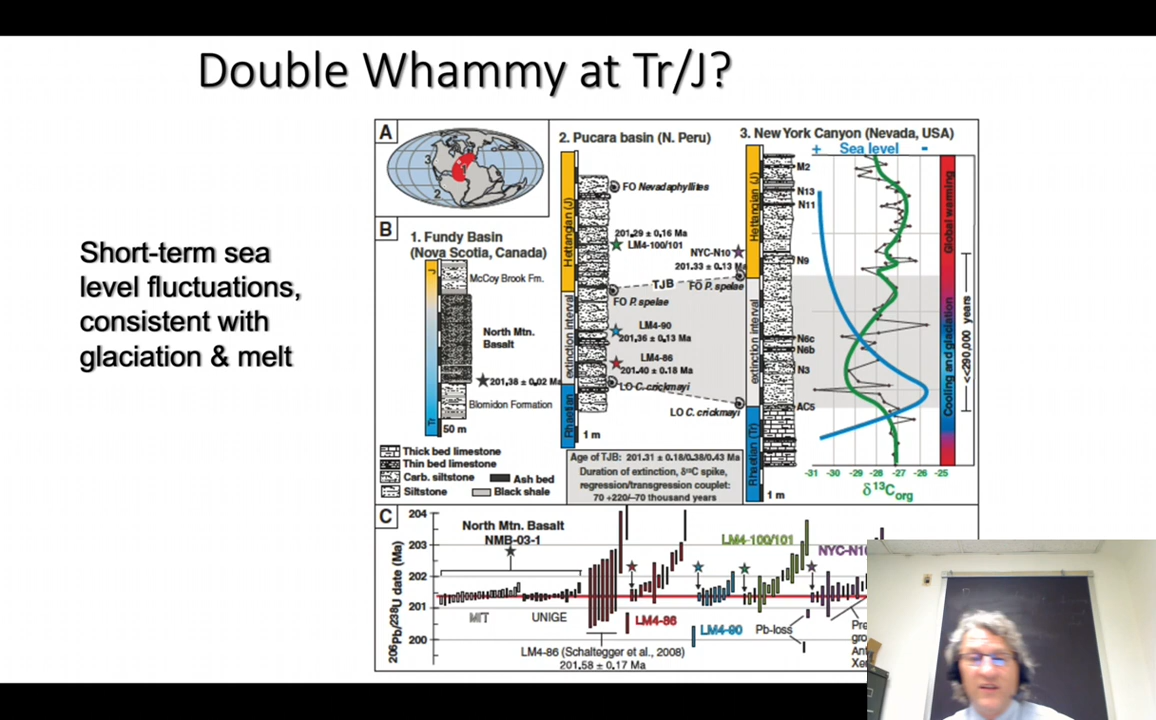 Double Whammy at Tr/J?
Short-term sea
level fluctuations,
consistent with
glaciation & melt
A
3
2
B
1. Fundy Basin
(Nova Scotia, Canada)
J
McCoy Brook Fm.
North Mtn.
Basalt
201.38 ± 0.02 Ma
Blomidon Formation
Tr
50 m
Thick bed limestone
Thin bed limestone
Carb. siltstone
Siltstone
Ash bed
Black shale
2. Pucara basin (N. Peru)
Hettangian (J)
extinction interval
Rhaetian
FO Nevadaphyllites
201.29 ± 0.16 Ma
LM4-100/101
TJB
FO P. spelae
LM4-90
201.36 ± 0.13 Ma
LM4-86
201.40 ± 0.18 Ma
LO C. crickmayi
1 m
Age of TJB: 201.31 ± 0.18/0.38/0.43 Ma
Duration of extinction, δ¹³C spike,
regression/transgression couplet:
70 +220/-70 thousand years
3. New York Canyon (Nevada, USA)
+ Sea level -
Hettangian (J)
extinction interval
Rhaetian (Tr)
NYC-N10
201.33 ± 0.13 Ma
FO P. spelae
LO C. crickmayi
M2
N13
N11
N9
N6c
N6b
N3
AC5
1 m
-31 -30 -29 -28 -27 -26 -25
δ¹³Corg
Global warming
Cooling and glaciation
<<290,000 years
C
²⁰⁶Pb/²³⁸U date (Ma)
204
203
202
201
200
North Mtn. Basalt
NMB-03-1
MIT
UNIGE
LM4-86
LM4-86 (Schaltegger et al., 2008)
201.58 ± 0.17 Ma
LM4-90
LM4-100/101
NYC-N10
Pb-loss